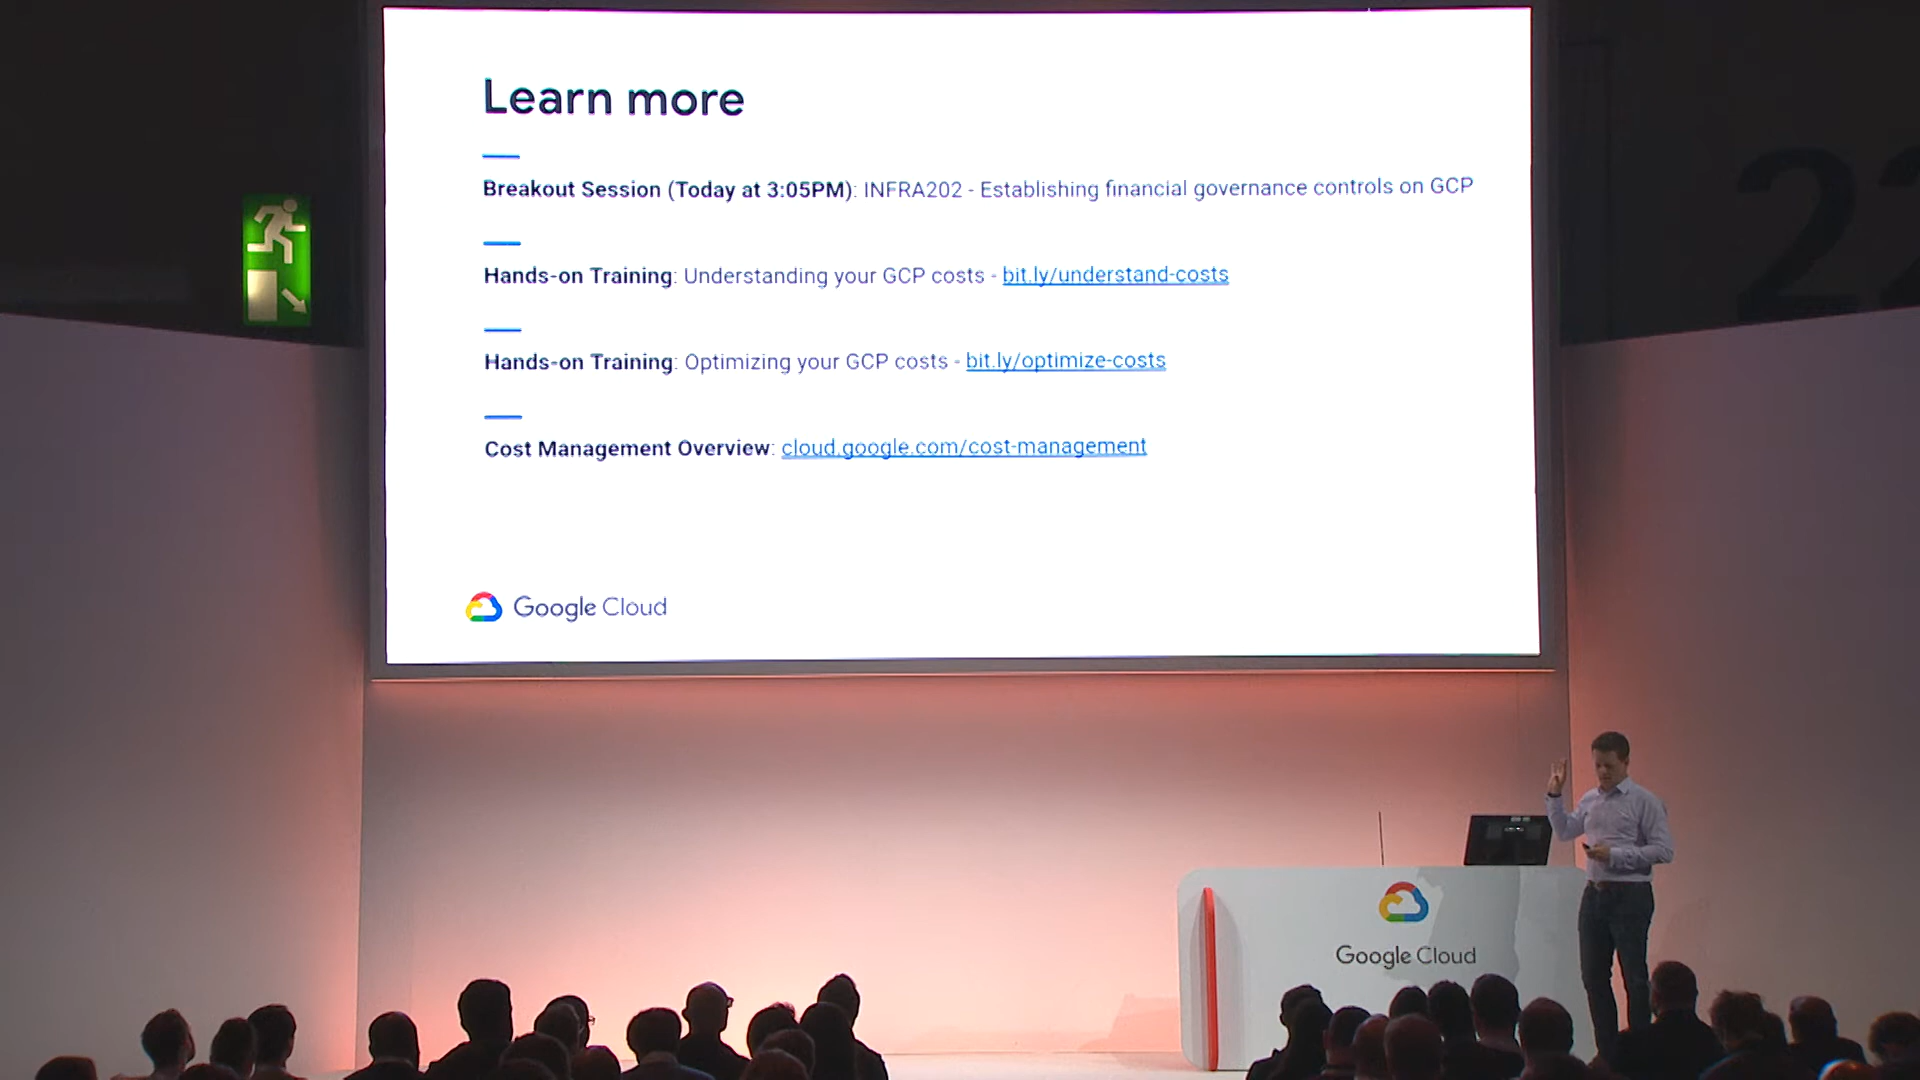 Learn more
Breakout Session (Today at 3:05PM): INFRA202 - Establishing financial governance controls on GCP
Hands-on Training: Understanding your GCP costs - bit.ly/understand-costs
Hands-on Training: Optimizing your GCP costs - bit.ly/optimize-costs
Cost Management Overview: cloud.google.com/cost-management
Google Cloud
22
Google Cloud